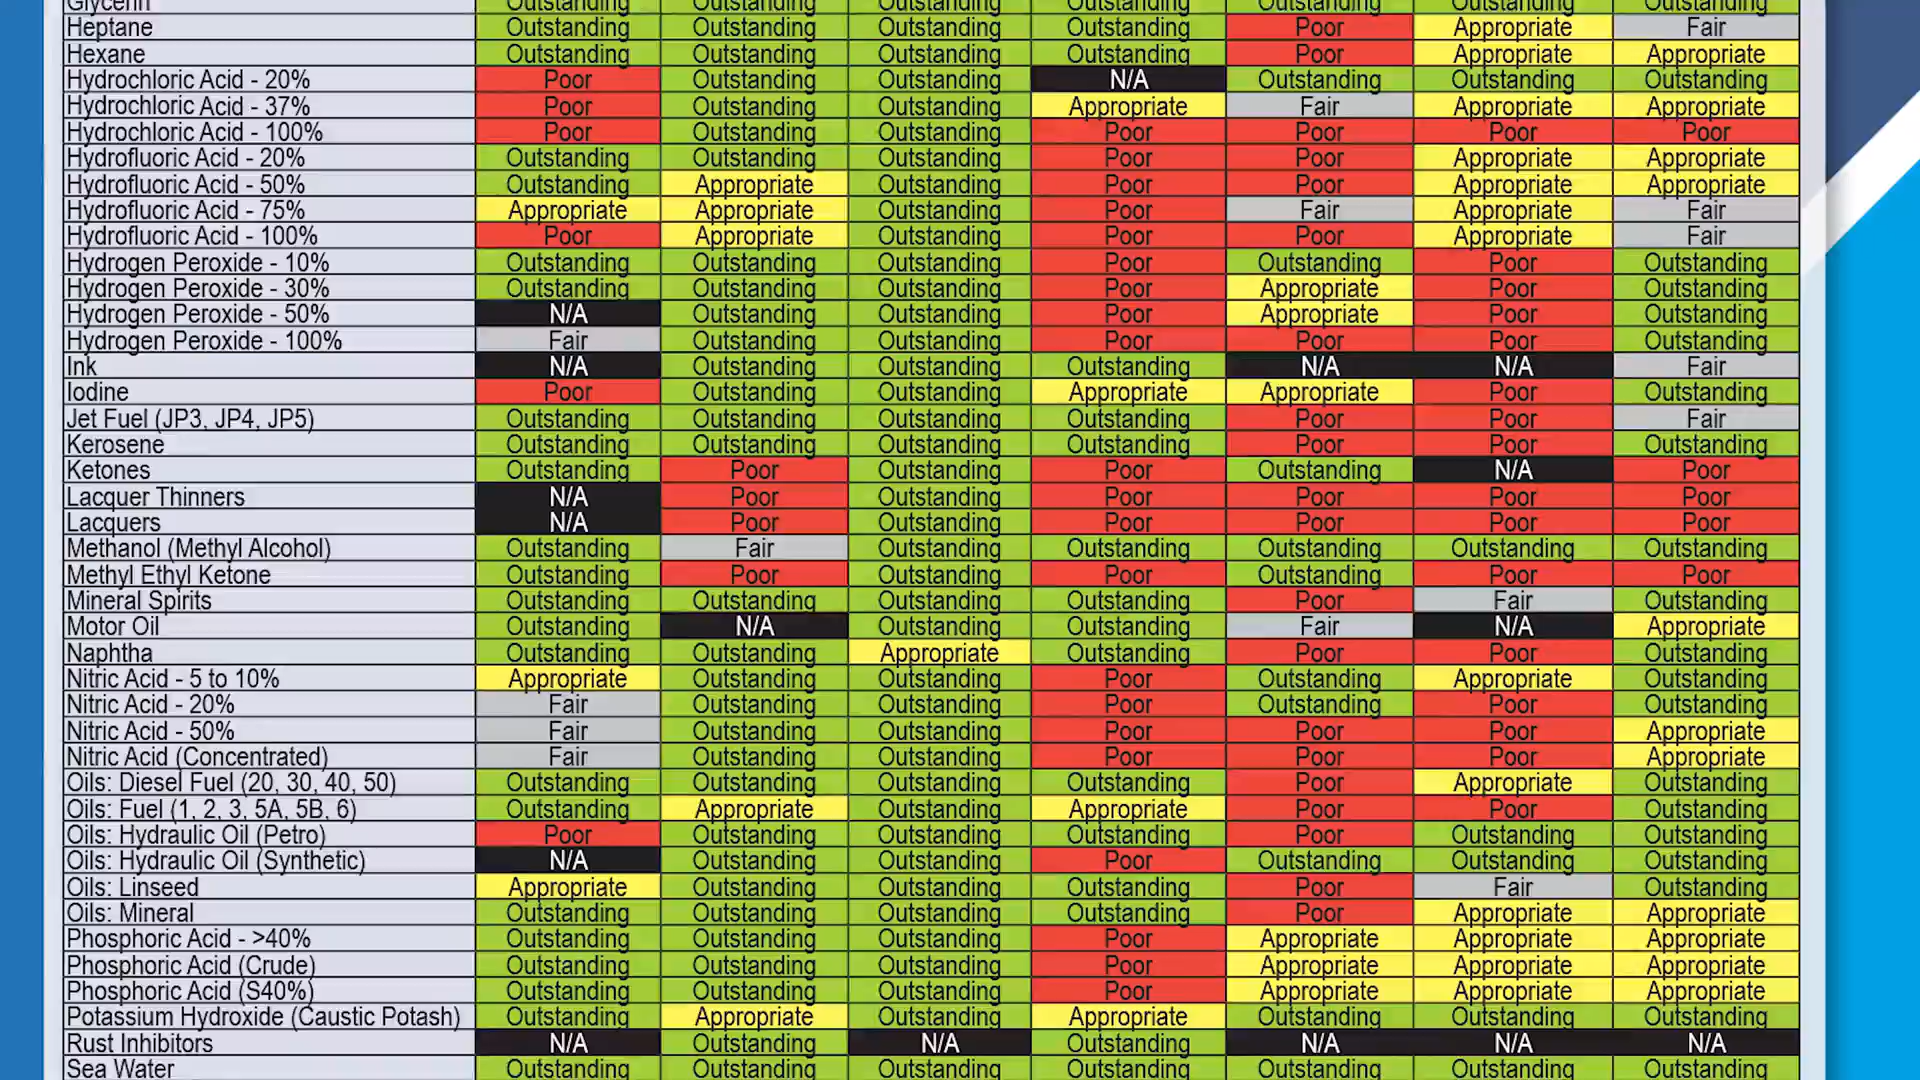 Glycerin Outstanding Outstanding Outstanding Outstanding Outstanding Outstanding Outstanding
Heptane Outstanding Outstanding Outstanding Outstanding Poor Appropriate Fair
Hexane Outstanding Outstanding Outstanding Outstanding Poor Appropriate Appropriate
Hydrochloric Acid - 20% Poor Outstanding Outstanding N/A Outstanding Outstanding Outstanding
Hydrochloric Acid - 37% Poor Outstanding Outstanding Appropriate Fair Appropriate Appropriate
Hydrochloric Acid - 100% Poor Outstanding Outstanding Poor Poor Poor Poor
Hydrofluoric Acid - 20% Outstanding Outstanding Outstanding Poor Poor Appropriate Appropriate
Hydrofluoric Acid - 50% Outstanding Appropriate Outstanding Poor Poor Appropriate Appropriate
Hydrofluoric Acid - 75% Appropriate Appropriate Outstanding Poor Fair Appropriate Fair
Hydrofluoric Acid - 100% Poor Appropriate Outstanding Poor Poor Appropriate Fair
Hydrogen Peroxide - 10% Outstanding Outstanding Outstanding Poor Outstanding Poor Outstanding
Hydrogen Peroxide - 30% Outstanding Outstanding Outstanding Poor Appropriate Poor Outstanding
Hydrogen Peroxide - 50% N/A Outstanding Outstanding Poor Appropriate Poor Outstanding
Hydrogen Peroxide - 100% Fair Outstanding Outstanding Poor Poor Poor Outstanding
Ink N/A Outstanding Outstanding Outstanding N/A N/A Fair
Iodine Poor Outstanding Outstanding Appropriate Appropriate Poor Outstanding
Jet Fuel (JP3, JP4, JP5) Outstanding Outstanding Outstanding Outstanding Poor Poor Fair
Kerosene Outstanding Outstanding Outstanding Outstanding Poor Poor Outstanding
Ketones Outstanding Poor Outstanding Poor Outstanding N/A Poor
Lacquer Thinners N/A Poor Outstanding Poor Poor Poor Poor
Lacquers N/A Poor Outstanding Poor Poor Poor Poor
Methanol (Methyl Alcohol) Outstanding Fair Outstanding Outstanding Outstanding Outstanding Outstanding
Methyl Ethyl Ketone Outstanding Poor Outstanding Poor Outstanding Poor Poor
Mineral Spirits Outstanding Outstanding Outstanding Outstanding Poor Fair Outstanding
Motor Oil Outstanding N/A Outstanding Outstanding Fair N/A Appropriate
Naphtha Outstanding Outstanding Appropriate Outstanding Poor Poor Outstanding
Nitric Acid - 5 to 10% Appropriate Outstanding Outstanding Poor Outstanding Appropriate Outstanding
Nitric Acid - 20% Fair Outstanding Outstanding Poor Outstanding Poor Outstanding
Nitric Acid - 50% Fair Outstanding Outstanding Poor Poor Poor Appropriate
Nitric Acid (Concentrated) Fair Outstanding Outstanding Poor Poor Poor Appropriate
Oils: Diesel Fuel (20, 30, 40, 50) Outstanding Outstanding Outstanding Outstanding Poor Appropriate Outstanding
Oils: Fuel (1, 2, 3, 5A, 5B, 6) Outstanding Appropriate Outstanding Appropriate Poor Poor Outstanding
Oils: Hydraulic Oil (Petro) Poor Outstanding Outstanding Outstanding Poor Outstanding Outstanding
Oils: Hydraulic Oil (Synthetic) N/A Outstanding Outstanding Poor Outstanding Outstanding Outstanding
Oils: Linseed Appropriate Outstanding Outstanding Outstanding Poor Fair Outstanding
Oils: Mineral Outstanding Outstanding Outstanding Outstanding Poor Appropriate Appropriate
Phosphoric Acid - >40% Outstanding Outstanding Outstanding Poor Appropriate Appropriate Appropriate
Phosphoric Acid (Crude) Outstanding Outstanding Outstanding Poor Appropriate Appropriate Appropriate
Phosphoric Acid (S40%) Outstanding Outstanding Outstanding Poor Appropriate Appropriate Appropriate
Potassium Hydroxide (Caustic Potash) Outstanding Appropriate Outstanding Appropriate Outstanding Outstanding Outstanding
Rust Inhibitors N/A Outstanding N/A Outstanding N/A N/A N/A
Sea Water Outstanding Outstanding Outstanding Outstanding Outstanding Outstanding Outstanding